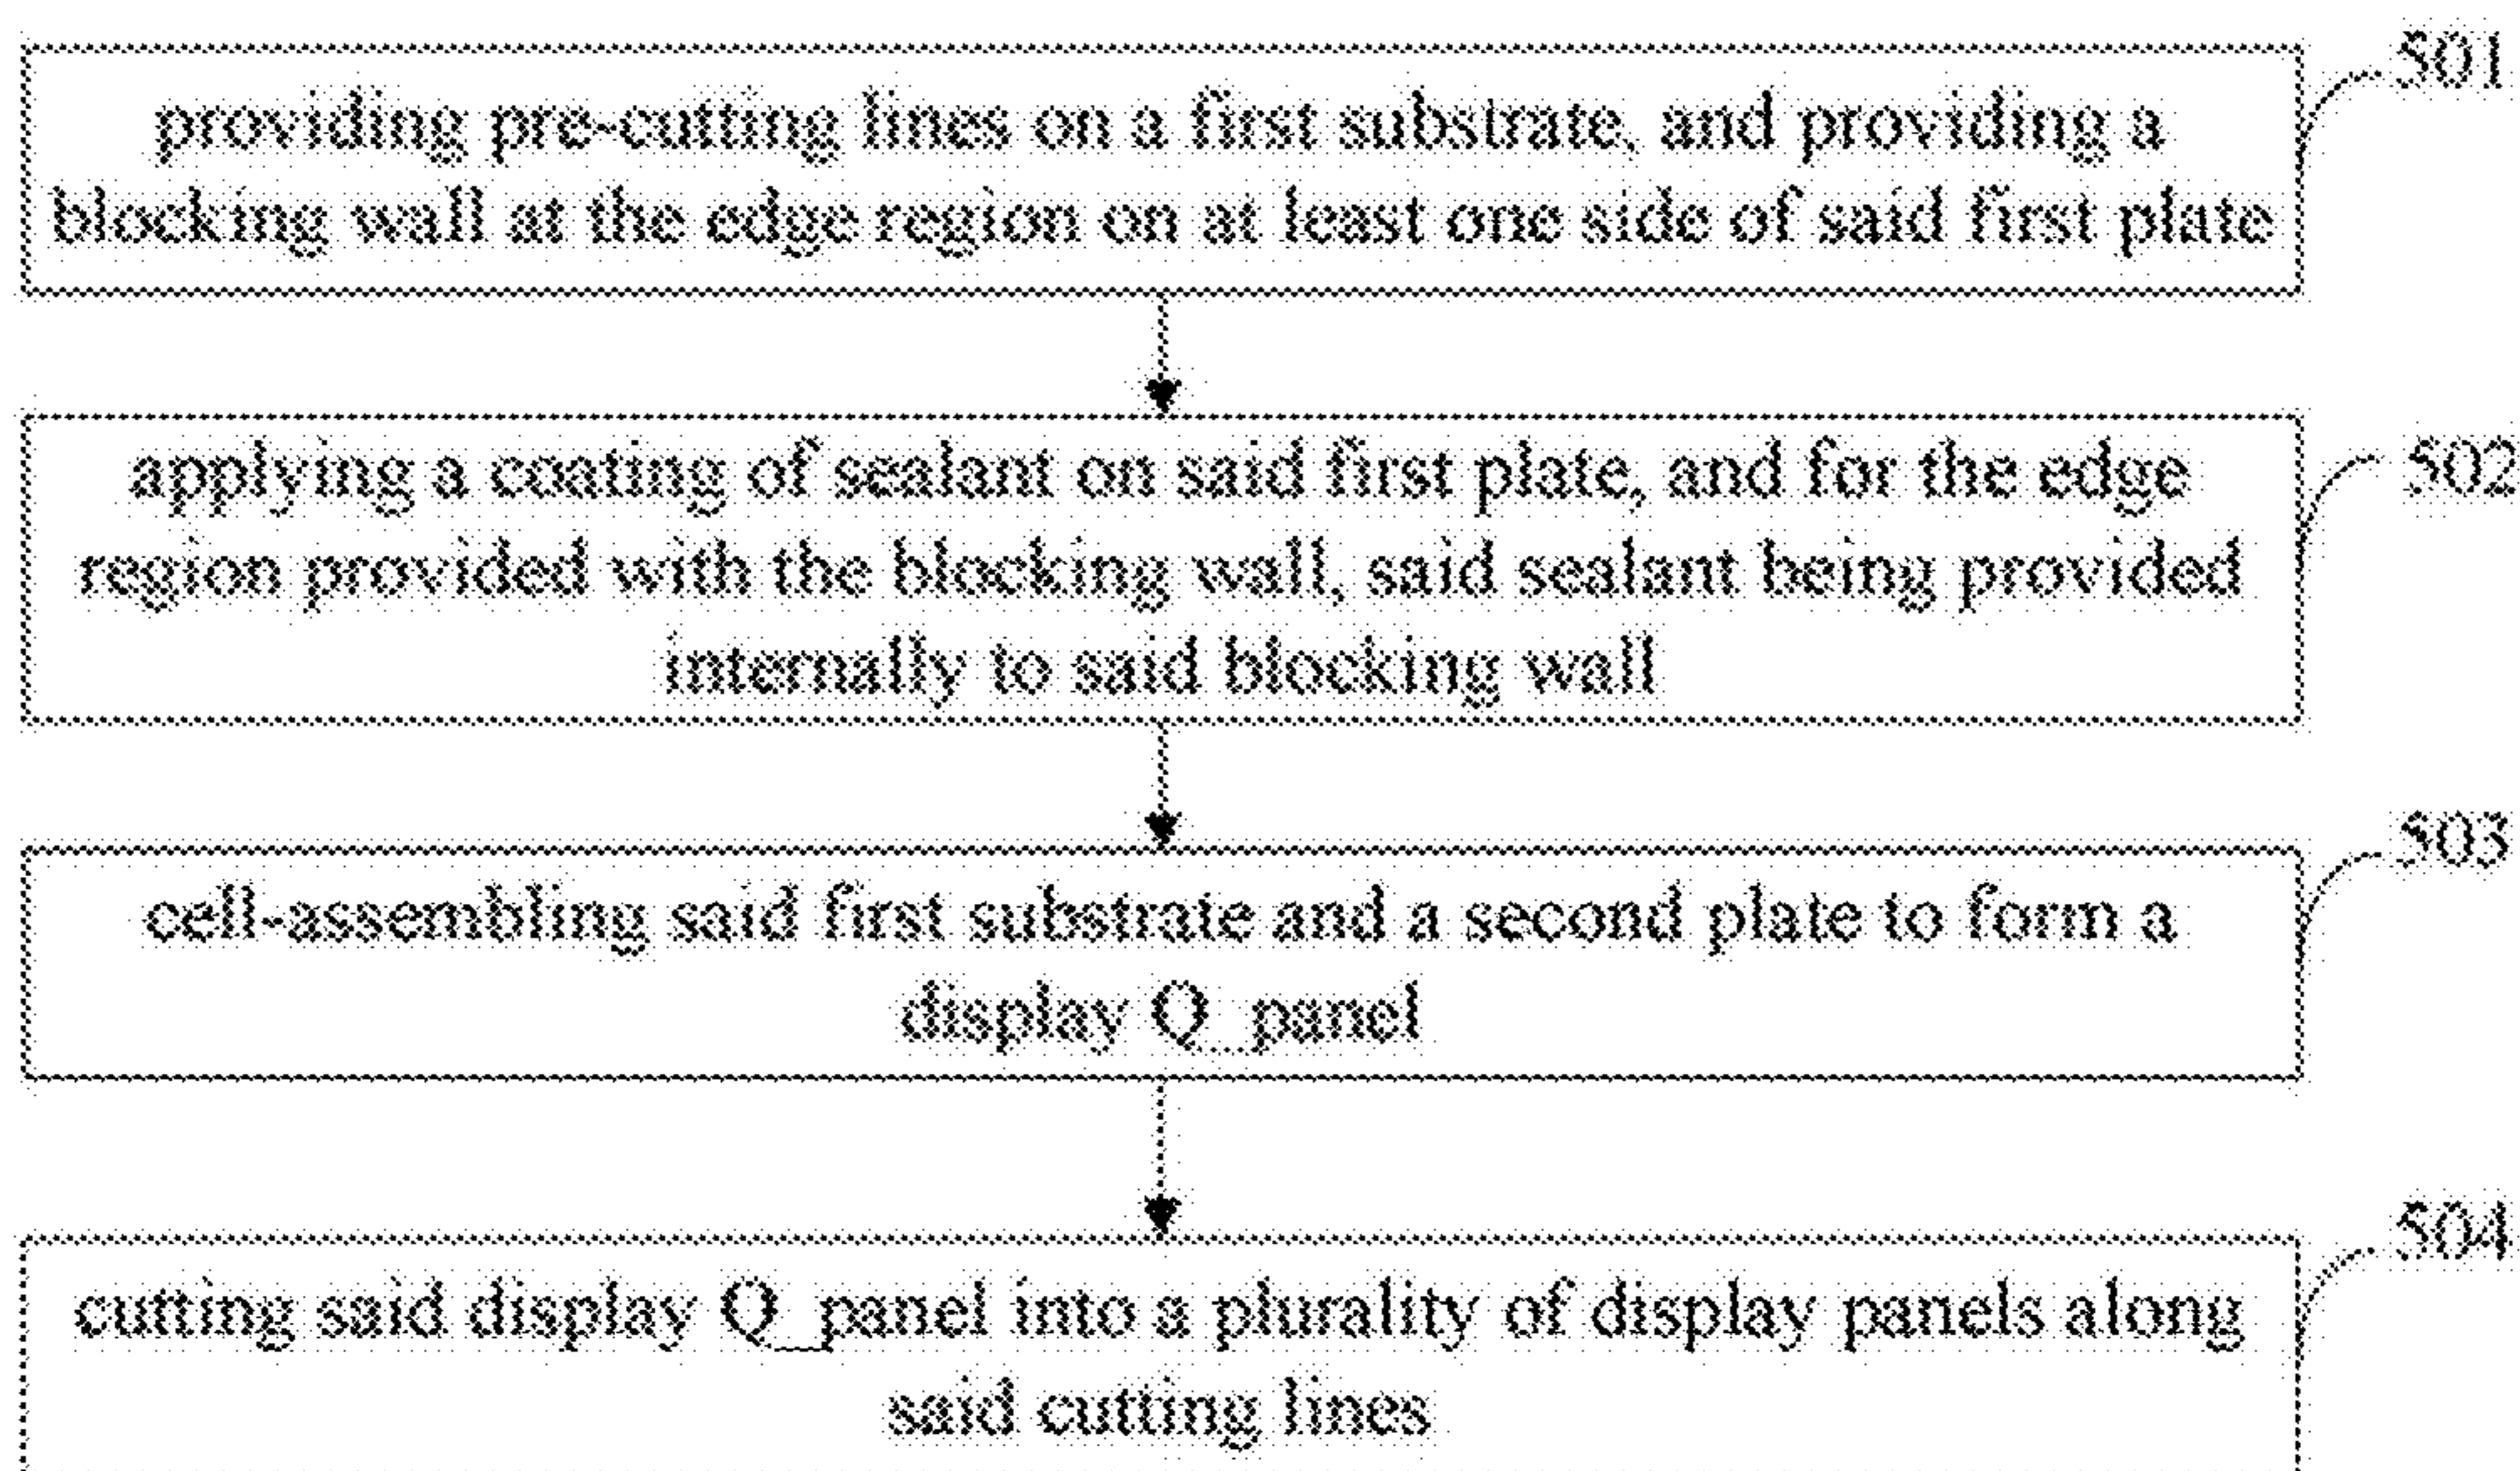 501
providing pre-cutting lines on a first substrate, and providing a
blocking wall at the edge region on at least one side of said first plate
502
applying a coating of sealant on said first plate, and for the edge
region provided with the blocking wall, said sealant being provided
internally to said blocking wall
503
cell-assembling said first substrate and a second plate to form a
display Q_panel
504
cutting said display Q_panel into a plurality of display panels along
said cutting lines